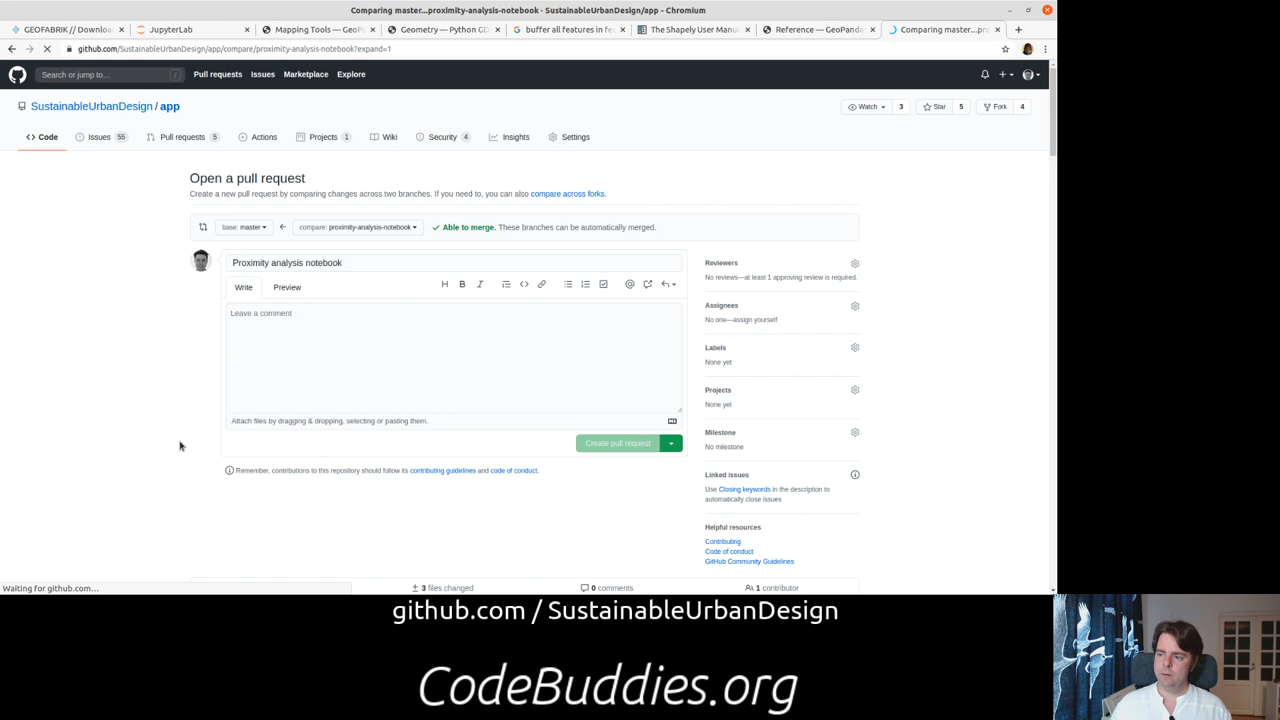 Comparing master...proximity-analysis-notebook · SustainableUrbanDesign/app - Chromium
GEOFABRIK // Downloa
JupyterLab
Mapping Tools — GeoP
Geometry — Python GD
buffer all features in fe
The Shapely User Manu
Reference — GeoPanda
Comparing master...pro
github.com/SustainableUrbanDesign/app/compare/proximity-analysis-notebook?expand=1
Search or jump to...
/
Pull requests
Issues
Marketplace
Explore
SustainableUrbanDesign / app
Watch 3
Star 5
Fork 4
Code
Issues 55
Pull requests 5
Actions
Projects 1
Wiki
Security 4
Insights
Settings
Open a pull request
Create a new pull request by comparing changes across two branches. If you need to, you can also compare across forks.
base: master
compare: proximity-analysis-notebook
Able to merge. These branches can be automatically merged.
Proximity analysis notebook
Write
Preview
Leave a comment
Attach files by dragging & dropping, selecting or pasting them.
Create pull request
Remember, contributions to this repository should follow its contributing guidelines and code of conduct.
Reviewers
No reviews—at least 1 approving review is required.
Assignees
No one—assign yourself
Labels
None yet
Projects
None yet
Milestone
No milestone
Linked issues
Use Closing keywords in the description to
automatically close issues
Helpful resources
Contributing
Code of conduct
GitHub Community Guidelines
Waiting for github.com...
3 files changed
0 comments
1 contributor
github.com / SustainableUrbanDesign
CodeBuddies.org